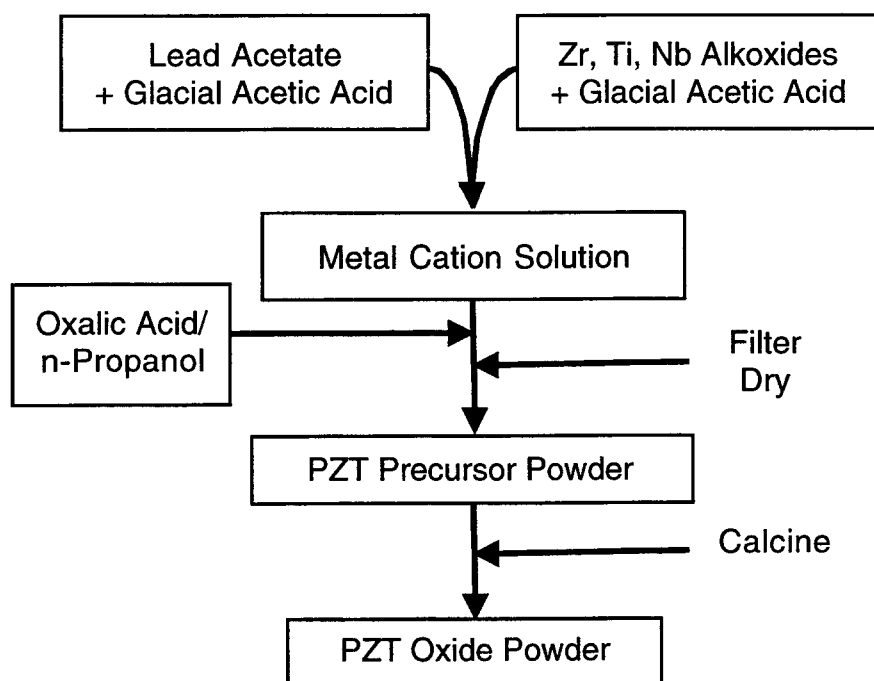 Lead Acetate
+ Glacial Acetic Acid
Zr, Ti, Nb Alkoxides
+ Glacial Acetic Acid
Metal Cation Solution
Oxalic Acid/
n-Propanol
Filter
Dry
PZT Precursor Powder
Calcine
PZT Oxide Powder